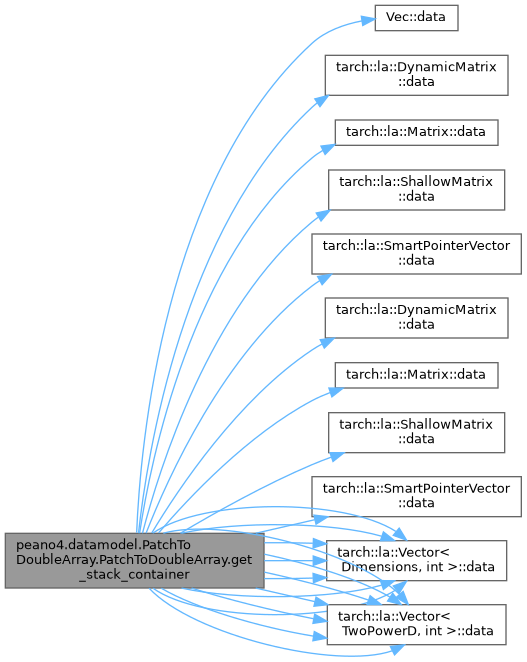 Vec::data
tarch::la::DynamicMatrix
::data
tarch::la::Matrix::data
tarch::la::ShallowMatrix
::data
tarch::la::SmartPointerVector
::data
tarch::la::DynamicMatrix
::data
tarch::la::Matrix::data
tarch::la::ShallowMatrix
::data
tarch::la::SmartPointerVector
::data
peano4.datamodel.PatchTo
DoubleArray.PatchToDoubleArray.get
_stack_container
tarch::la::Vector<
Dimensions, int >::data
tarch::la::Vector<
TwoPowerD, int >::data